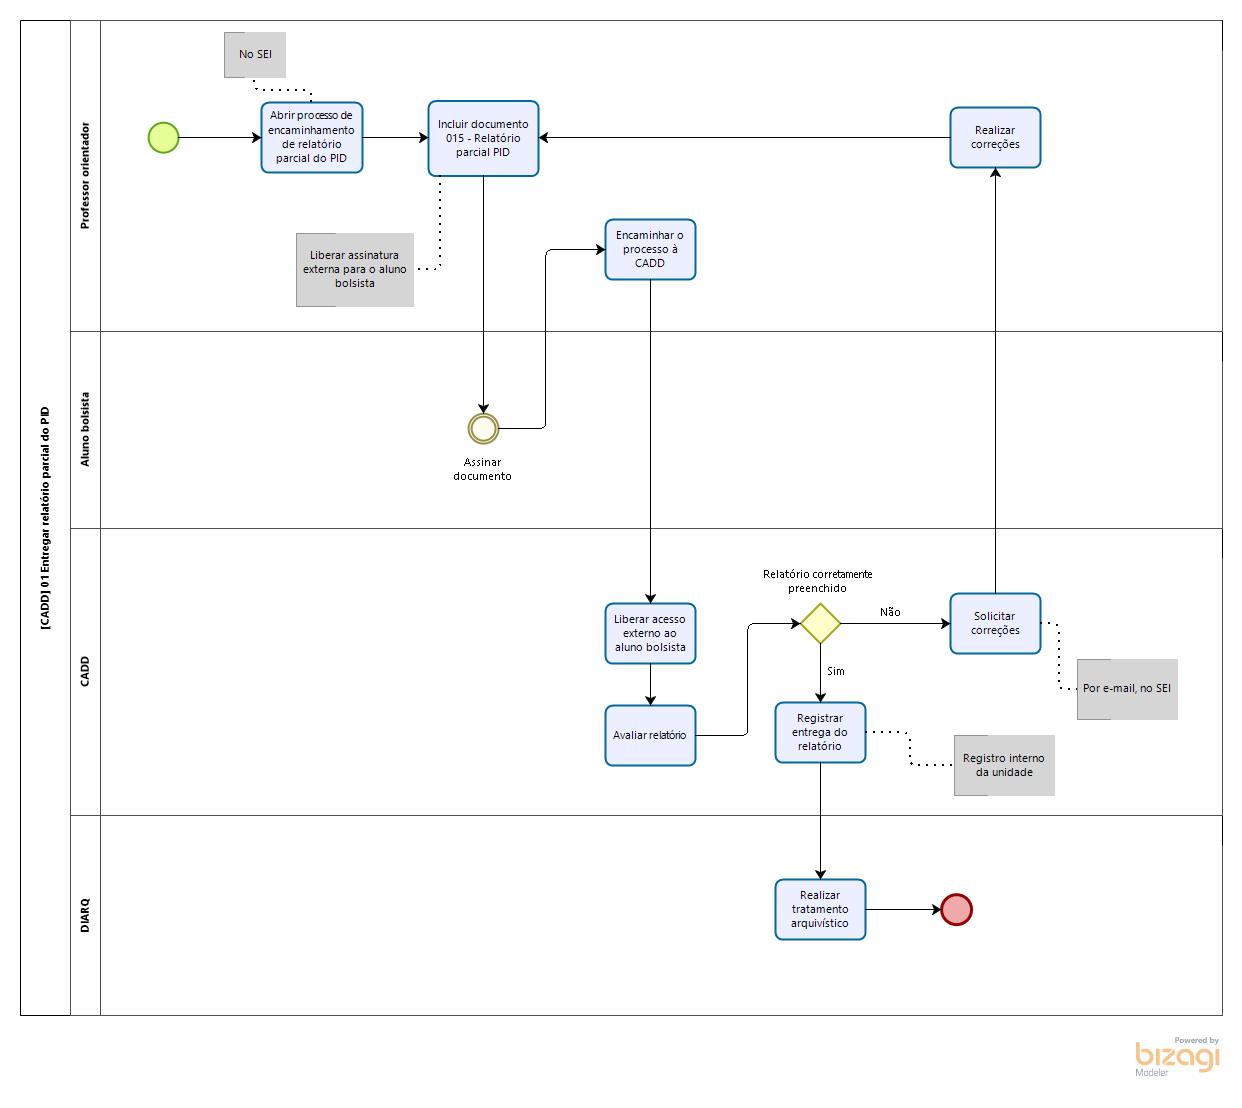 [CADD] 01 Entregar relatório parcial do PID
Professor orientador
No SEI
Abrir processo de
encaminhamento
de relatório
parcial do PID
Incluir documento
015 - Relatório
parcial PID
Realizar
correções
Liberar assinatura
externa para o aluno
bolsista
Encaminhar o
processo à
CADD
Aluno bolsista
Assinar
documento
CADD
Relatório corretamente
preenchido
Liberar acesso
externo ao
aluno bolsista
Não
Solicitar
correções
Sim
Por e-mail, no SEI
Avaliar relatório
Registrar
entrega do
relatório
Registro interno
da unidade
DIARQ
Realizar
tratamento
arquivístico
Powered by
bizagi
Modeler